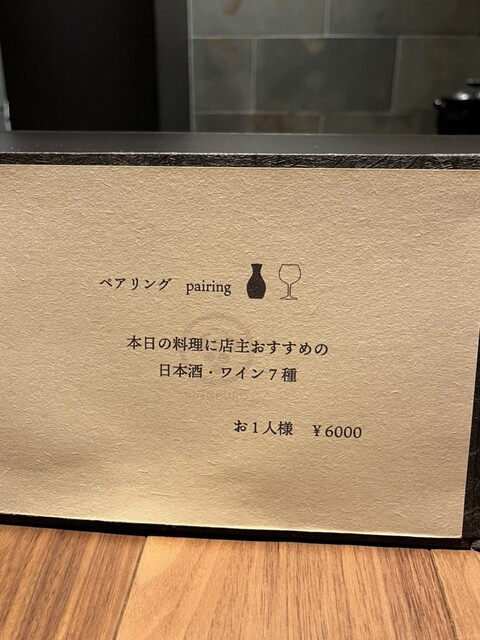 ペアリング pairing
本日の料理に店主おすすめの
日本酒・ワイン7種
お1人様 ¥6000